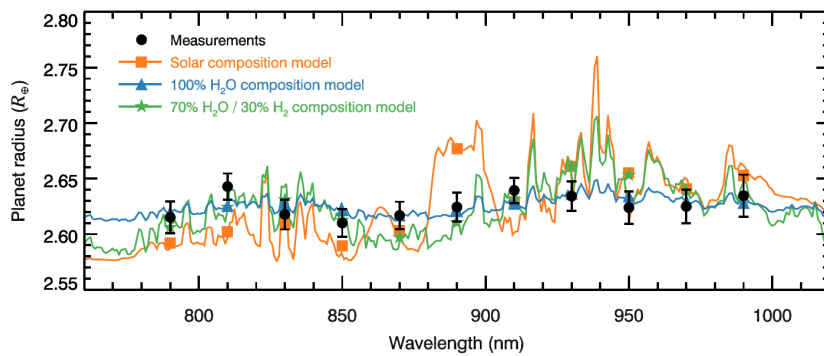 2.80
2.75
2.70
2.65
2.60
2.55
Planet radius (R⊕)
Measurements
Solar composition model
100% H₂O composition model
70% H₂O / 30% H₂ composition model
800
850
900
950
1000
Wavelength (nm)